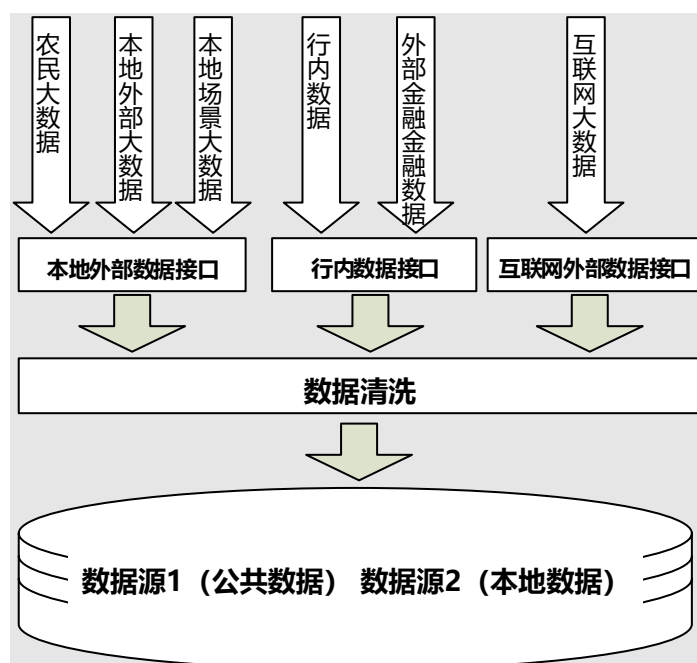 农民大数据
本地外部大数据
本地场景大数据
行内数据
外部金融金融数据
互联网大数据
本地外部数据接口
行内数据接口
互联网外部数据接口
数据清洗
数据源1（公共数据） 数据源2（本地数据）